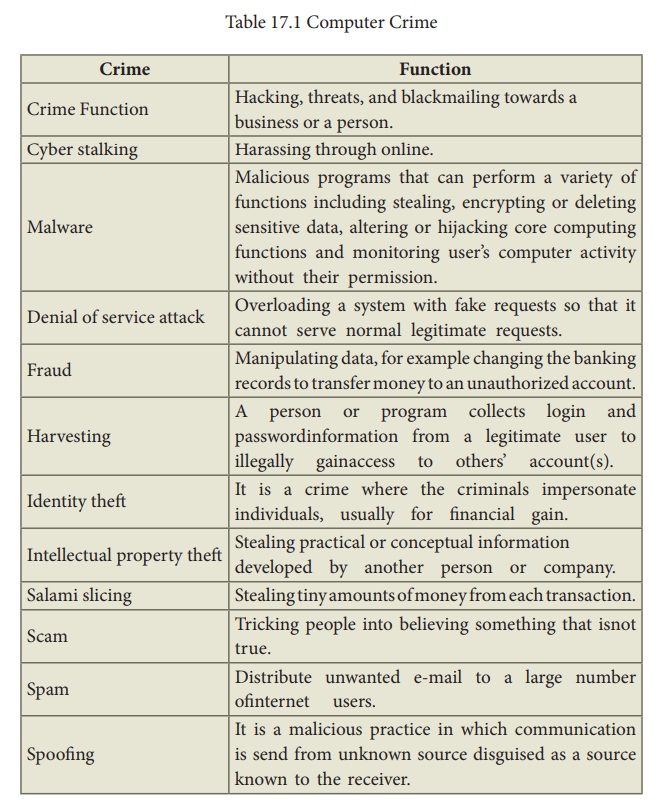 Table 17.1 Computer Crime
Crime
Function
Crime Function
Hacking, threats, and blackmailing towards a
business or a person.
Cyber stalking
Harassing through online.
Malware
Malicious programs that can perform a variety of
functions including stealing, encrypting or deleting
sensitive data, altering or hijacking core computing
functions and monitoring user's computer activity
without their permission.
Denial of service attack
Overloading a system with fake requests so that it
cannot serve normal legitimate requests.
Fraud
Manipulating data, for example changing the banking
records to transfer money to an unauthorized account.
Harvesting
A person or program collects login and
passwordinformation from a legitimate user to
illegally gainaccess to others' account(s).
Identity theft
It is a crime where the criminals impersonate
individuals, usually for financial gain.
Intellectual property theft
Stealing practical or conceptual information
developed by another person or company.
Salami slicing
Stealing tiny amounts of money from each transaction.
Scam
Tricking people into believing something that isnot
true.
Spam
Distribute unwanted e-mail to a large number
ofinternet users.
Spoofing
It is a malicious practice in which communication
is send from unknown source disguised as a source
known to the receiver.